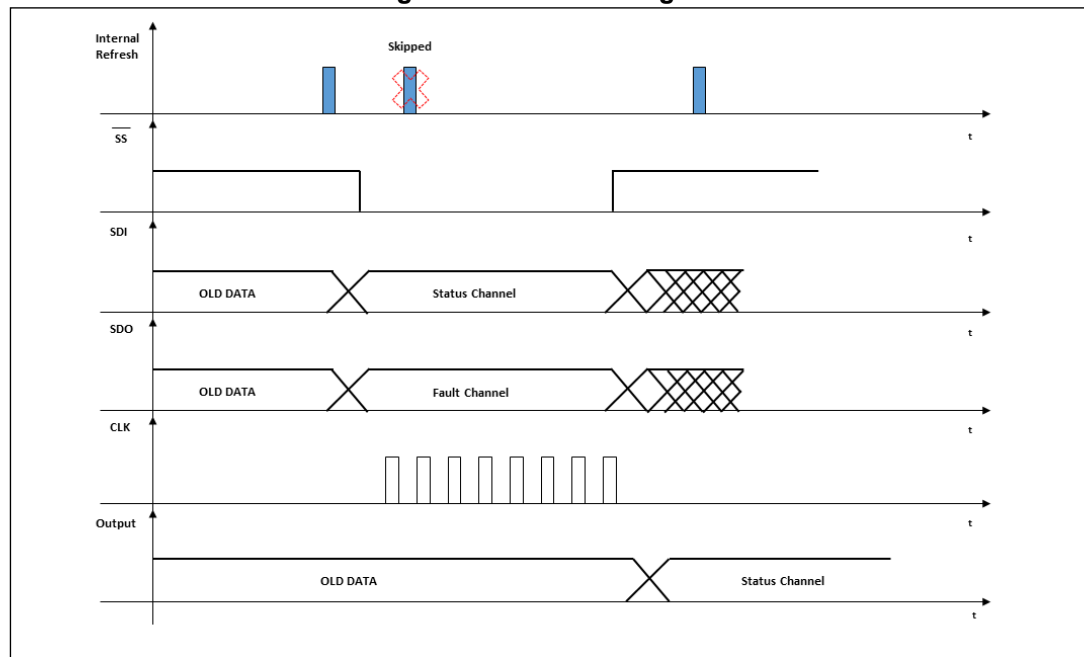 Internal
Refresh
Skipped
t
SS
t
SDI
OLD DATA
Status Channel
t
SDO
OLD DATA
Fault Channel
t
CLK
t
Output
OLD DATA
Status Channel
t